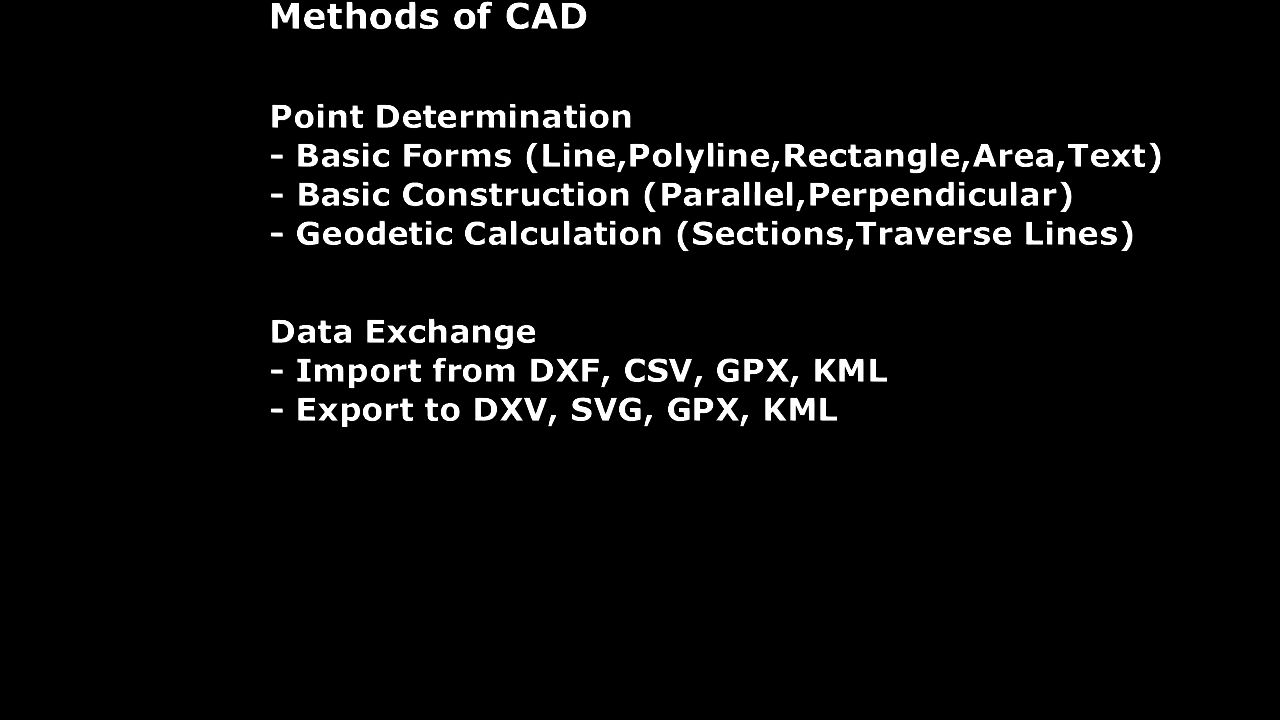 Methods of CAD
Point Determination
- Basic Forms (Line,Polyline,Rectangle,Area,Text)
- Basic Construction (Parallel,Perpendicular)
- Geodetic Calculation (Sections,Traverse Lines)
Data Exchange
- Import from DXF, CSV, GPX, KML
- Export to DXV, SVG, GPX, KML